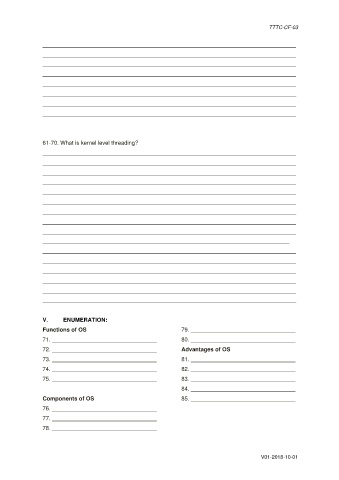 TTTC-CF-63
61-70. What is kernel level threading?
V. ENUMERATION:
Functions of OS
71.
72.
73.
74.
75.
Components of OS
76.
77.
78.
79.
80.
Advantages of OS
81.
82.
83.
84.
85.
V01-2018-10-01